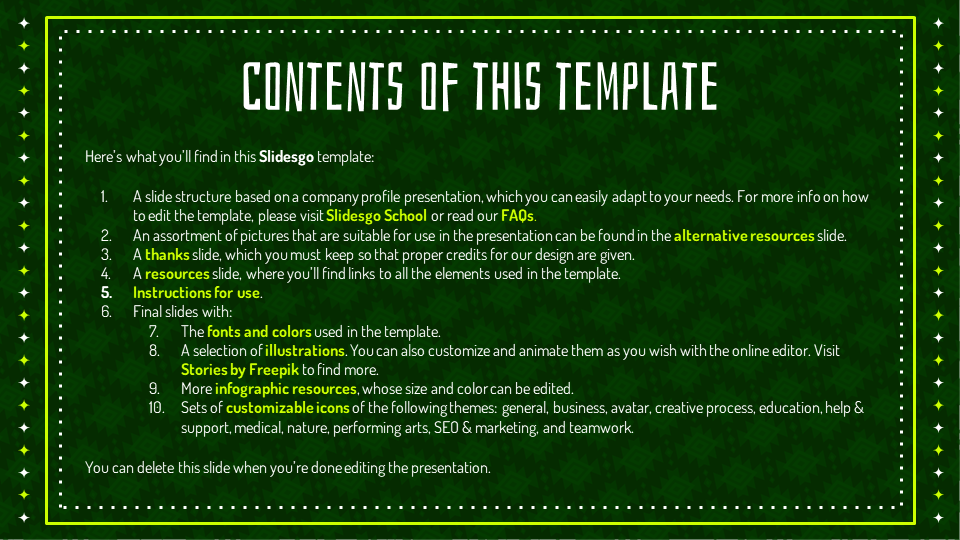 CONTENTS OF THIS TEMPLATE
Here's what you'll find in this Slidesgo template:
1. A slide structure based on a company profile presentation, which you can easily adapt to your needs. For more info on how
to edit the template, please visit Slidesgo School or read our FAQs.
2. An assortment of pictures that are suitable for use in the presentation can be found in the alternative resources slide.
3. A thanks slide, which you must keep so that proper credits for our design are given.
4. A resources slide, where you'll find links to all the elements used in the template.
5. Instructions for use.
6. Final slides with:
7. The fonts and colors used in the template.
8. A selection of illustrations. You can also customize and animate them as you wish with the online editor. Visit
Stories by Freepik to find more.
9. More infographic resources, whose size and color can be edited.
10. Sets of customizable icons of the following themes: general, business, avatar, creative process, education, help &
support, medical, nature, performing arts, SEO & marketing, and teamwork.
You can delete this slide when you're done editing the presentation.